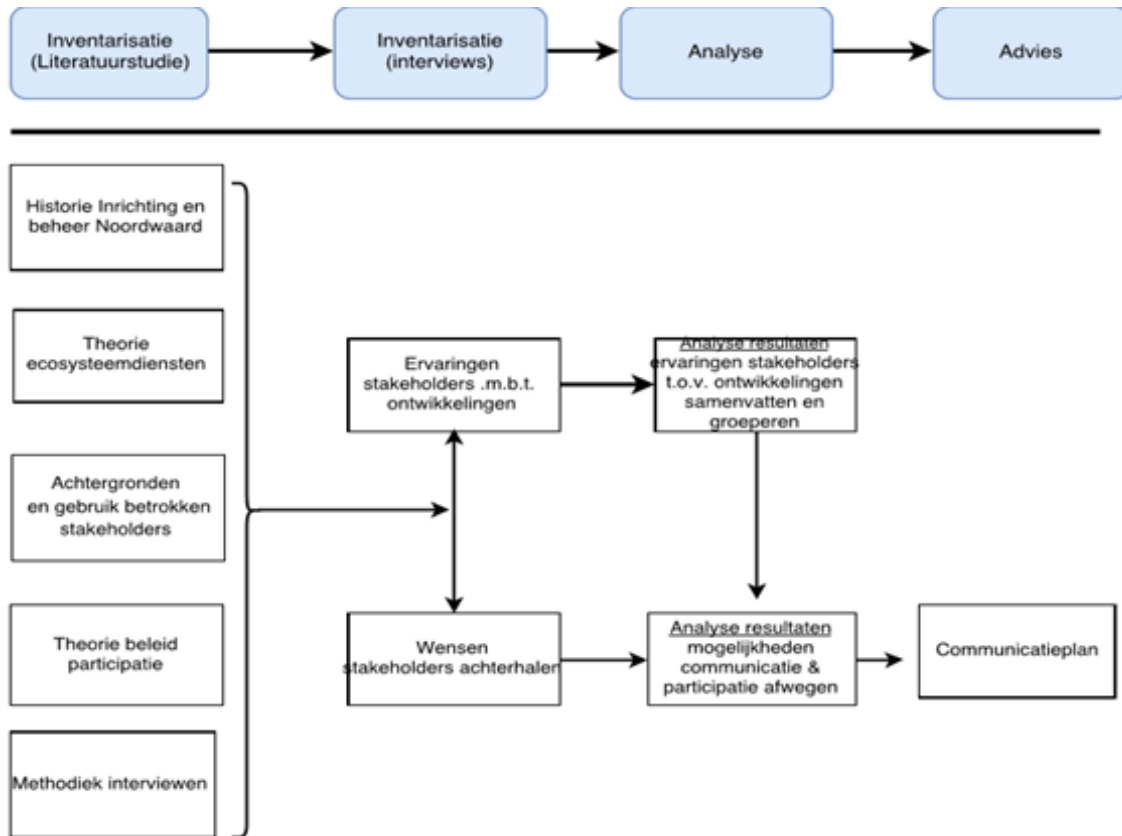 Inventarisatie
(Literatuurstudie)
Inventarisatie
(interviews)
Analyse
Advies
Historie Inrichting en
beheer Noordwaard
Theorie
ecosysteemdiensten
Achtergronden
en gebruik betrokken
stakeholders
Theorie beleid
participatie
Methodiek interviewen
Ervaringen
stakeholders .m.b.t.
ontwikkelingen
Wensen
stakeholders achterhalen
Analyse resultaten
ervaringen stakeholders
t.o.v. ontwikkelingen
samenvatten en
groeperen
Analyse resultaten
mogelijkheden
communicatie &
participatie afwegen
Communicatieplan